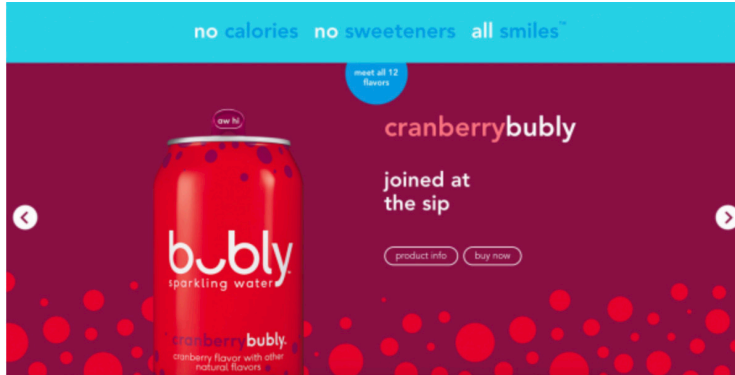 no calories no sweeteners all smiles™
meet all 12
flavors
aw hi
cranberrybubly
joined at
the sip
product info
buy now
bubly
sparkling water
cranberrybubly.
cranberry flavor with other
natural flavors